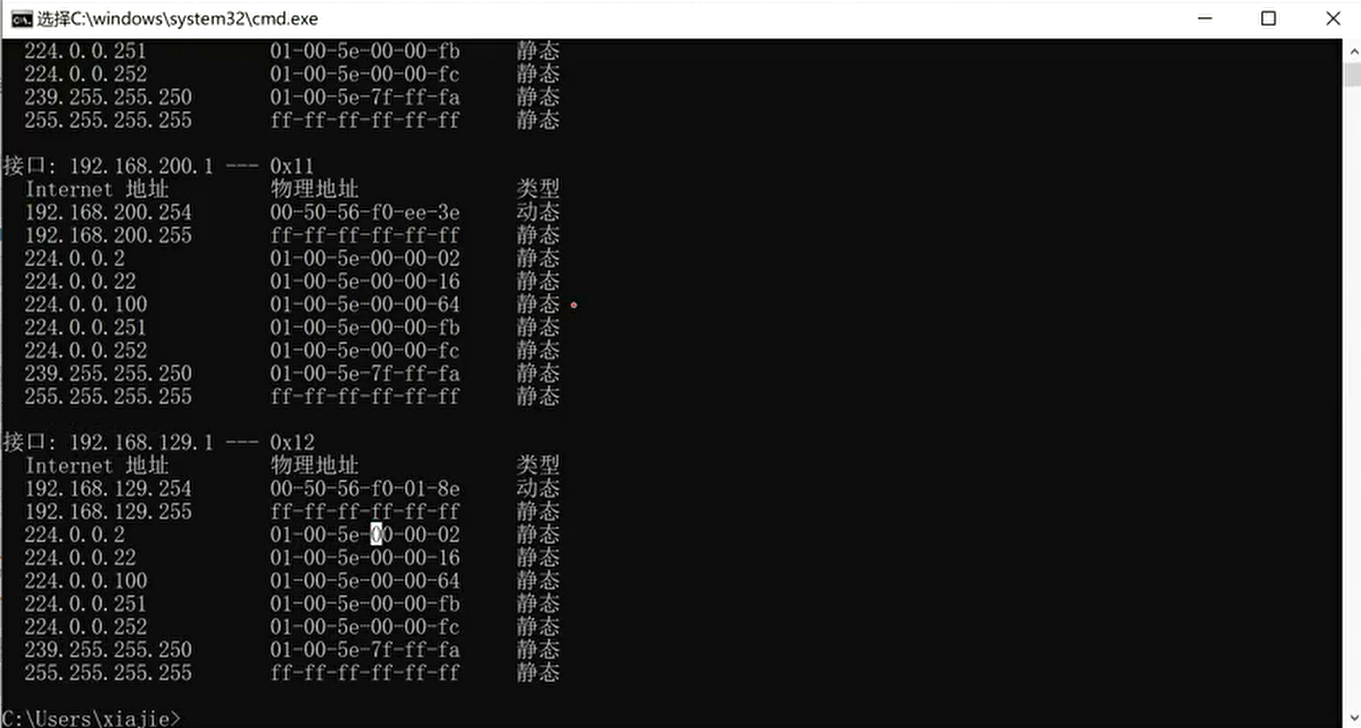 选择C:\windows\system32\cmd.exe
224.0.0.251 01-00-5e-00-00-fb 静态
224.0.0.252 01-00-5e-00-00-fc 静态
239.255.255.250 01-00-5e-7f-ff-fa 静态
255.255.255.255 ff-ff-ff-ff-ff-ff 静态
接口: 192.168.200.1 --- 0x11
Internet 地址 物理地址 类型
192.168.200.254 00-50-56-f0-ee-3e 动态
192.168.200.255 ff-ff-ff-ff-ff-ff 静态
224.0.0.2 01-00-5e-00-00-02 静态
224.0.0.22 01-00-5e-00-00-16 静态
224.0.0.100 01-00-5e-00-00-64 静态
224.0.0.251 01-00-5e-00-00-fb 静态
224.0.0.252 01-00-5e-00-00-fc 静态
239.255.255.250 01-00-5e-7f-ff-fa 静态
255.255.255.255 ff-ff-ff-ff-ff-ff 静态
接口: 192.168.129.1 --- 0x12
Internet 地址 物理地址 类型
192.168.129.254 00-50-56-f0-01-8e 动态
192.168.129.255 ff-ff-ff-ff-ff-ff 静态
224.0.0.2 01-00-5e-00-00-02 静态
224.0.0.22 01-00-5e-00-00-16 静态
224.0.0.100 01-00-5e-00-00-64 静态
224.0.0.251 01-00-5e-00-00-fb 静态
224.0.0.252 01-00-5e-00-00-fc 静态
239.255.255.250 01-00-5e-7f-ff-fa 静态
255.255.255.255 ff-ff-ff-ff-ff-ff 静态
C:\Users\xiajie>